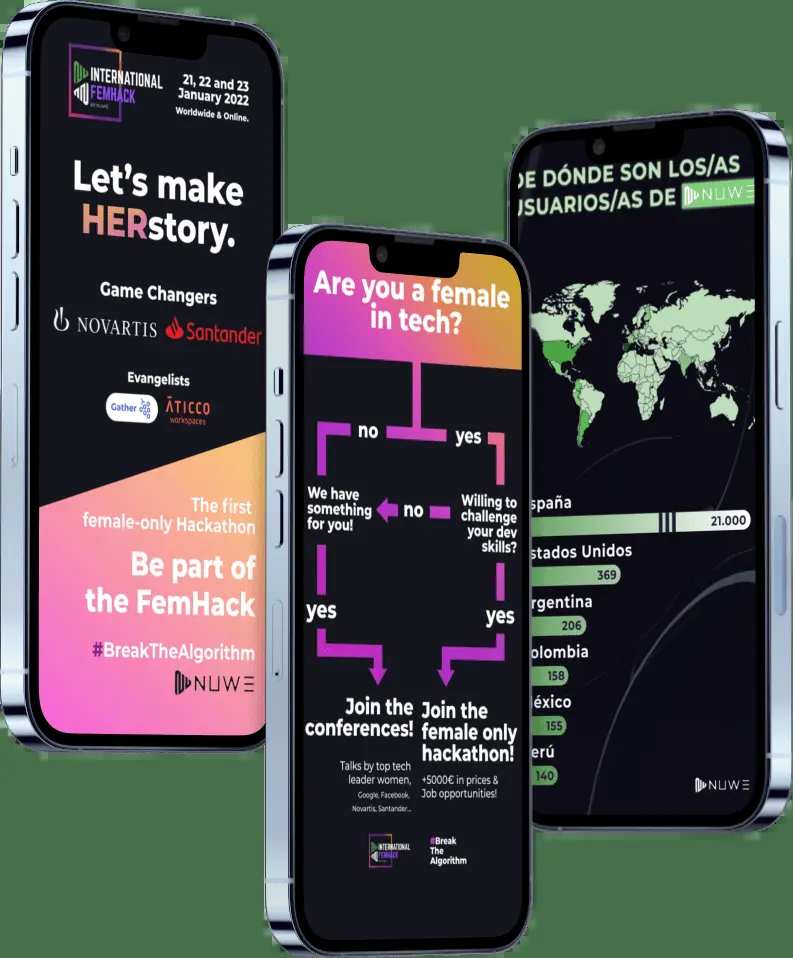 INTERNATIONAL
FEMHACK
BY NUWE
21, 22 and 23
January 2022
Worldwide & Online.
Let's make
HERstory.
Game Changers
NOVARTIS
Santander
Evangelists
Gather
ĀTICCO
workspaces
The first
female-only Hackathon
Be part of
the FemHack
#BreakTheAlgorithm
NUWE
Are you a female
in tech?
no
yes
We have
something
for you!
no
Willing to
challenge
your dev
skills?
yes
yes
Join the
conferences!
Talks by top tech
leader women,
Google, Facebook,
Novartis, Santander...
Join the
female only
hackathon!
+5000€ in prices &
Job opportunities!
INTERNATIONAL
FEMHACK
#Break
The
Algorithm
DE DÓNDE SON LOS/AS
USUARIOS/AS DE NUWE
spaña
21.000
stados Unidos
369
rgentina
206
olombia
158
éxico
155
erú
140
NUWE